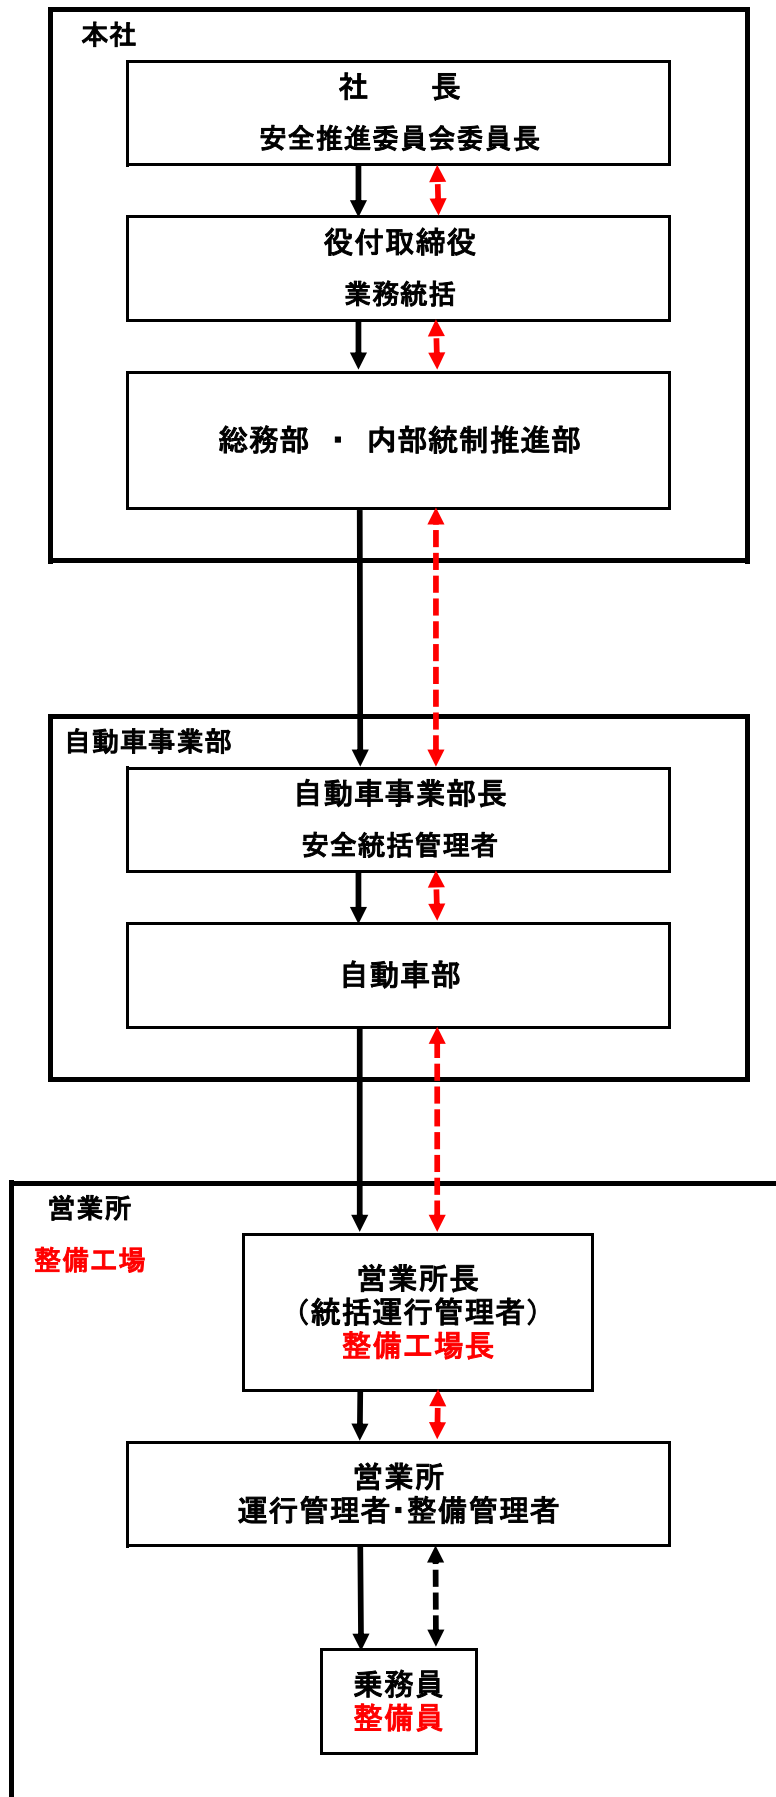 本社
社　　長
安全推進委員会委員長
役付取締役
業務統括
総務部　・　内部統制推進部
自動車事業部
自動車事業部長
安全統括管理者
自動車部
営業所
整備工場
営業所長
（統括運行管理者）
整備工場長
営業所
運行管理者・整備管理者
乗務員
整備員